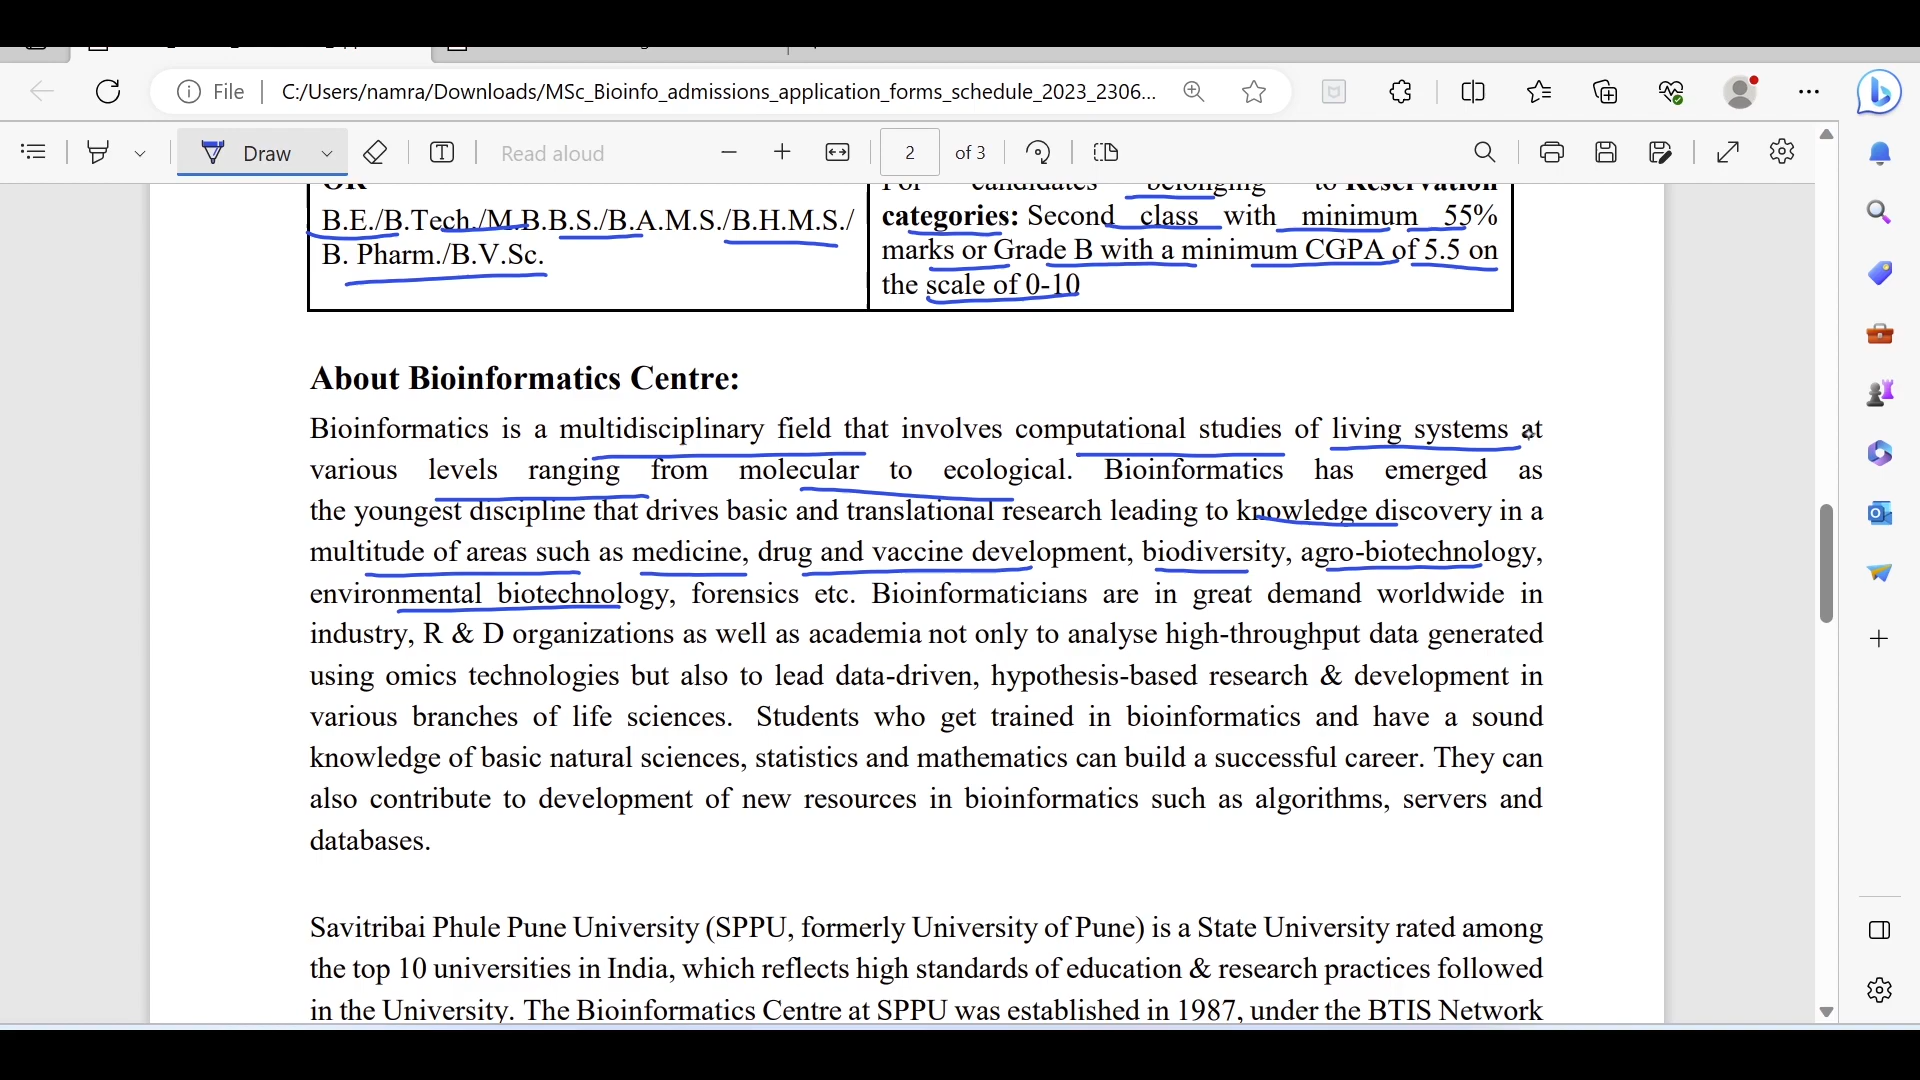 File
C:/Users/namra/Downloads/MSc_Bioinfo_admissions_application_forms_schedule_2023_2306...
Draw
Read aloud
2
of 3
OR
B.E./B.Tech./M.B.B.S./B.A.M.S./B.H.M.S./
B. Pharm./B.V.Sc.
For candidates belonging to Reservation
categories: Second class with minimum 55%
marks or Grade B with a minimum CGPA of 5.5 on
the scale of 0-10
About Bioinformatics Centre:
Bioinformatics is a multidisciplinary field that involves computational studies of living systems at
various levels ranging from molecular to ecological. Bioinformatics has emerged as
the youngest discipline that drives basic and translational research leading to knowledge discovery in a
multitude of areas such as medicine, drug and vaccine development, biodiversity, agro-biotechnology,
environmental biotechnology, forensics etc. Bioinformaticians are in great demand worldwide in
industry, R & D organizations as well as academia not only to analyse high-throughput data generated
using omics technologies but also to lead data-driven, hypothesis-based research & development in
various branches of life sciences. Students who get trained in bioinformatics and have a sound
knowledge of basic natural sciences, statistics and mathematics can build a successful career. They can
also contribute to development of new resources in bioinformatics such as algorithms, servers and
databases.
Savitribai Phule Pune University (SPPU, formerly University of Pune) is a State University rated among
the top 10 universities in India, which reflects high standards of education & research practices followed
in the University. The Bioinformatics Centre at SPPU was established in 1987, under the BTIS Network